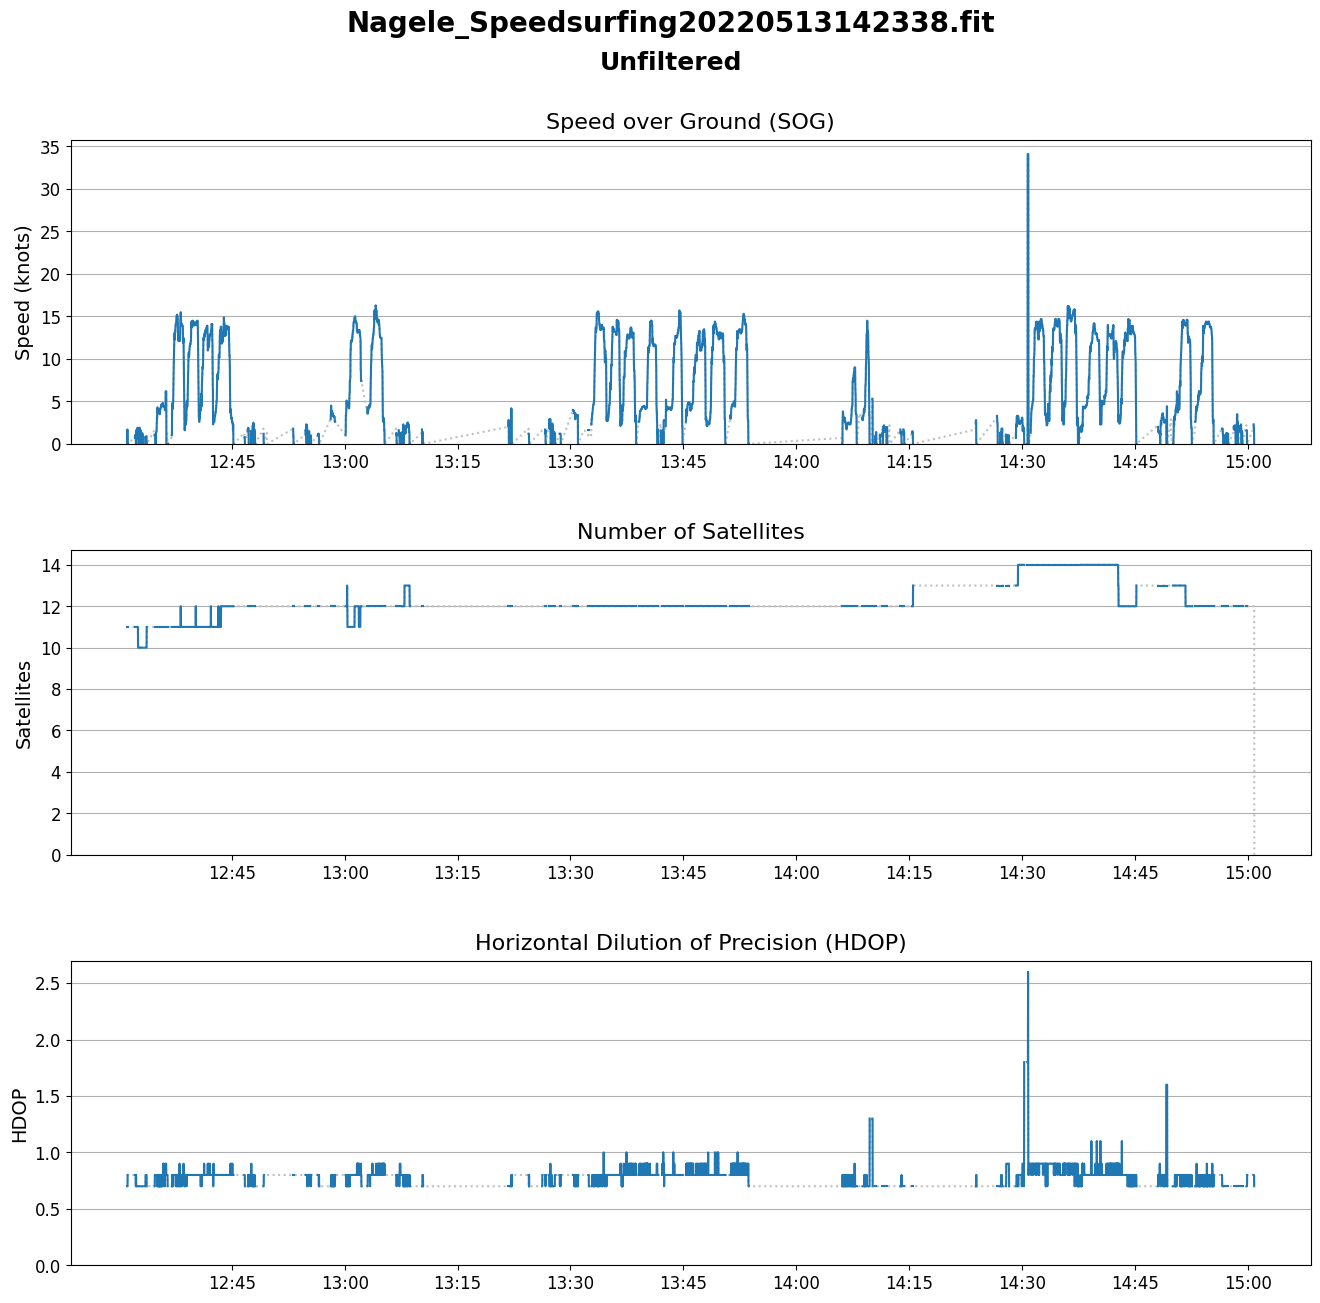 Nagele_Speedsurfing20220513142338.fit
Unfiltered
Speed over Ground (SOG)
Speed (knots)
35
30
25
20
15
10
5
0
12:45 13:00 13:15 13:30 13:45 14:00 14:15 14:30 14:45 15:00
Number of Satellites
Satellites
14
12
10
8
6
4
2
0
12:45 13:00 13:15 13:30 13:45 14:00 14:15 14:30 14:45 15:00
Horizontal Dilution of Precision (HDOP)
HDOP
2.5
2.0
1.5
1.0
0.5
0.0
12:45 13:00 13:15 13:30 13:45 14:00 14:15 14:30 14:45 15:00